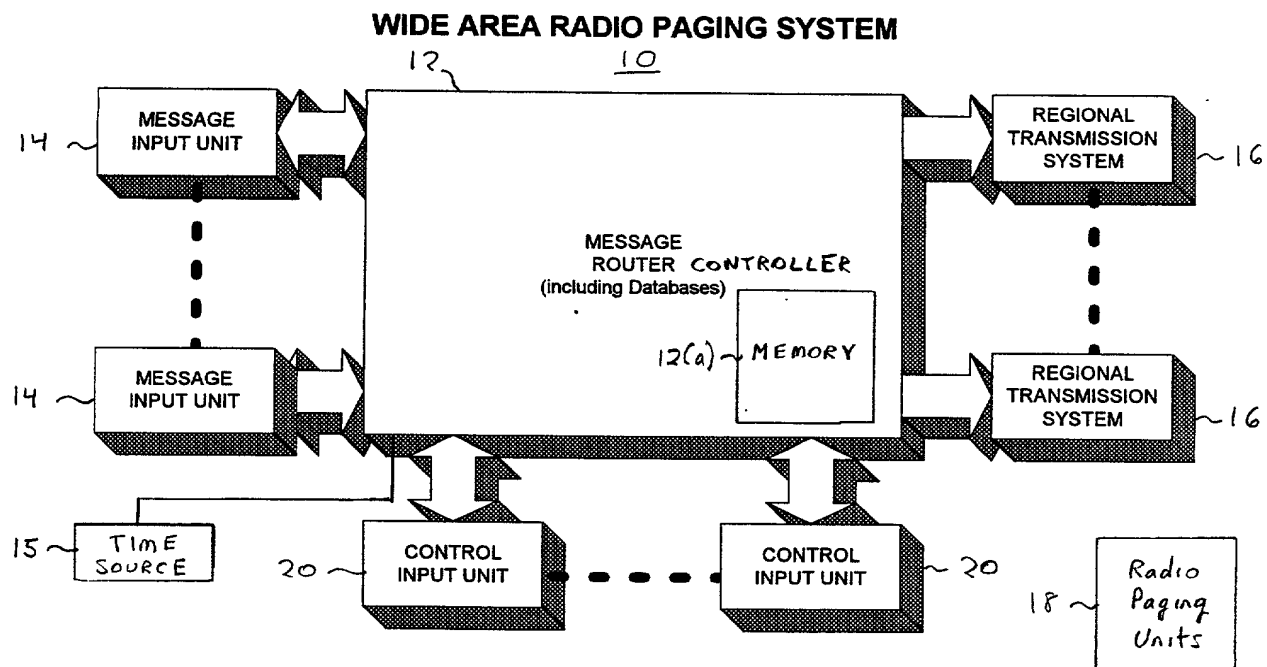 WIDE AREA RADIO PAGING SYSTEM
10
12
14
MESSAGE
INPUT UNIT
REGIONAL
TRANSMISSION
SYSTEM
16
MESSAGE
ROUTER CONTROLLER
(including Databases)
12(a)
MEMORY
14
MESSAGE
INPUT UNIT
REGIONAL
TRANSMISSION
SYSTEM
16
15
TIME
SOURCE
20
CONTROL
INPUT UNIT
CONTROL
INPUT UNIT
20
18
Radio
Paging
Units